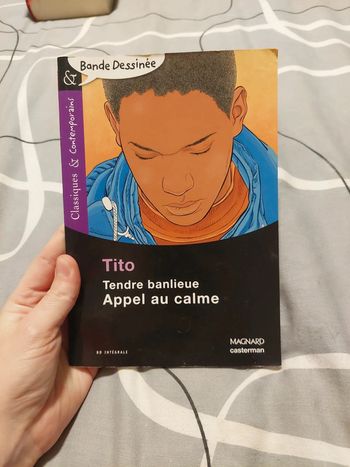 & Bande Dessinée
Classiques & Contemporains
Tito
Tendre banlieue
Appel au calme
BD INTÉGRALE
MAGNARD
casterman